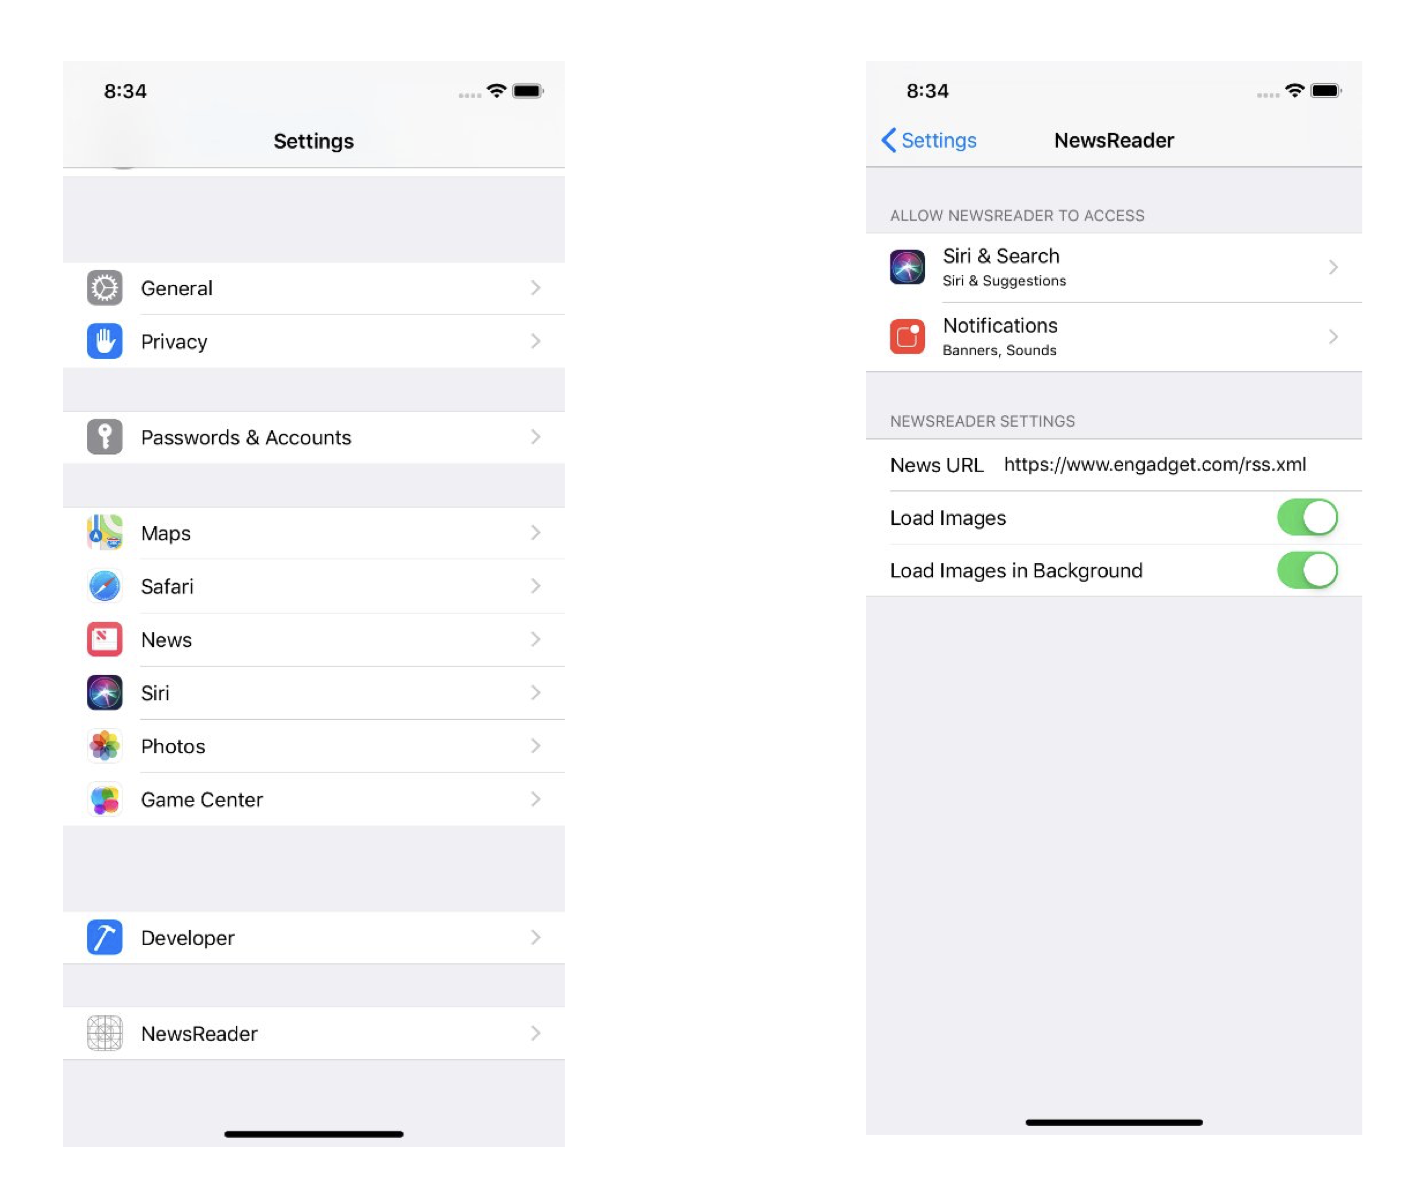 8:34
Settings
General
Privacy
Passwords & Accounts
Maps
Safari
News
Siri
Photos
Game Center
Developer
NewsReader
8:34
Settings NewsReader
ALLOW NEWSREADER TO ACCESS
Siri & Search
Siri & Suggestions
Notifications
Banners, Sounds
NEWSREADER SETTINGS
News URL https://www.engadget.com/rss.xml
Load Images
Load Images in Background